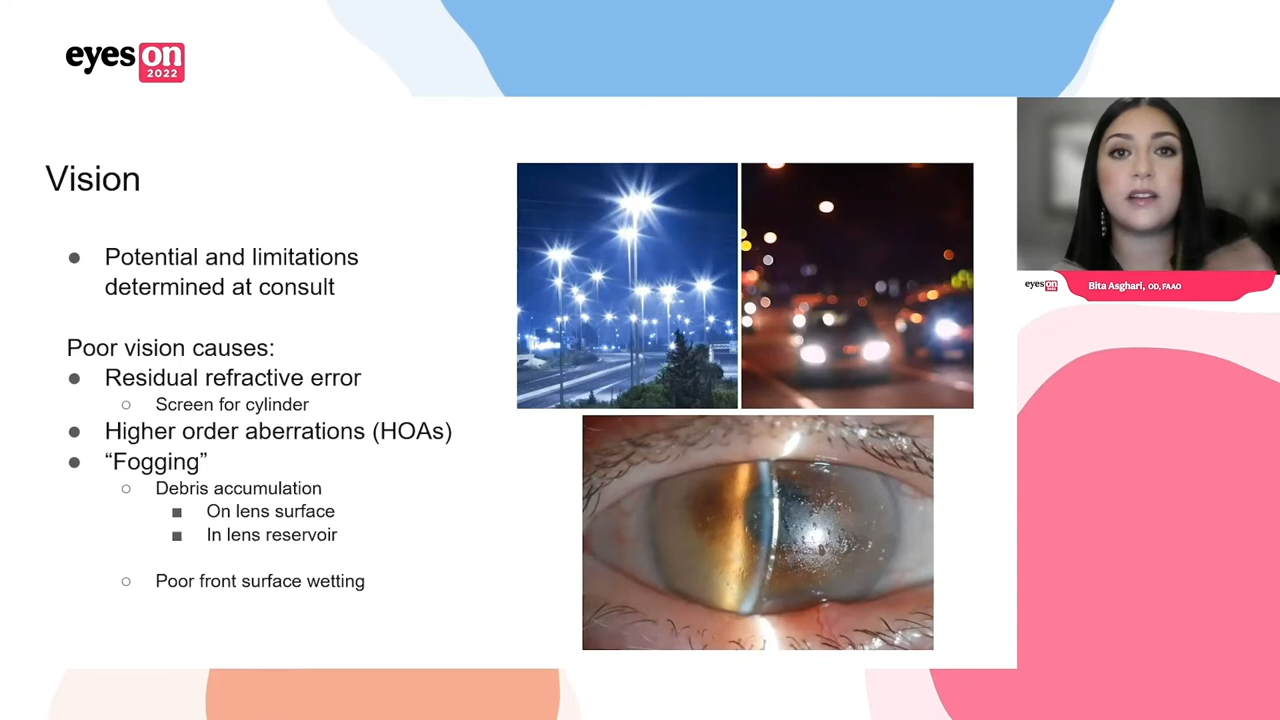 eyes on
2022
Vision
● Potential and limitations
determined at consult
Poor vision causes:
● Residual refractive error
○ Screen for cylinder
● Higher order aberrations (HOAs)
● “Fogging”
○ Debris accumulation
■ On lens surface
■ In lens reservoir
○ Poor front surface wetting
eyes on
2022
Bita Asghari, OD, FAAO